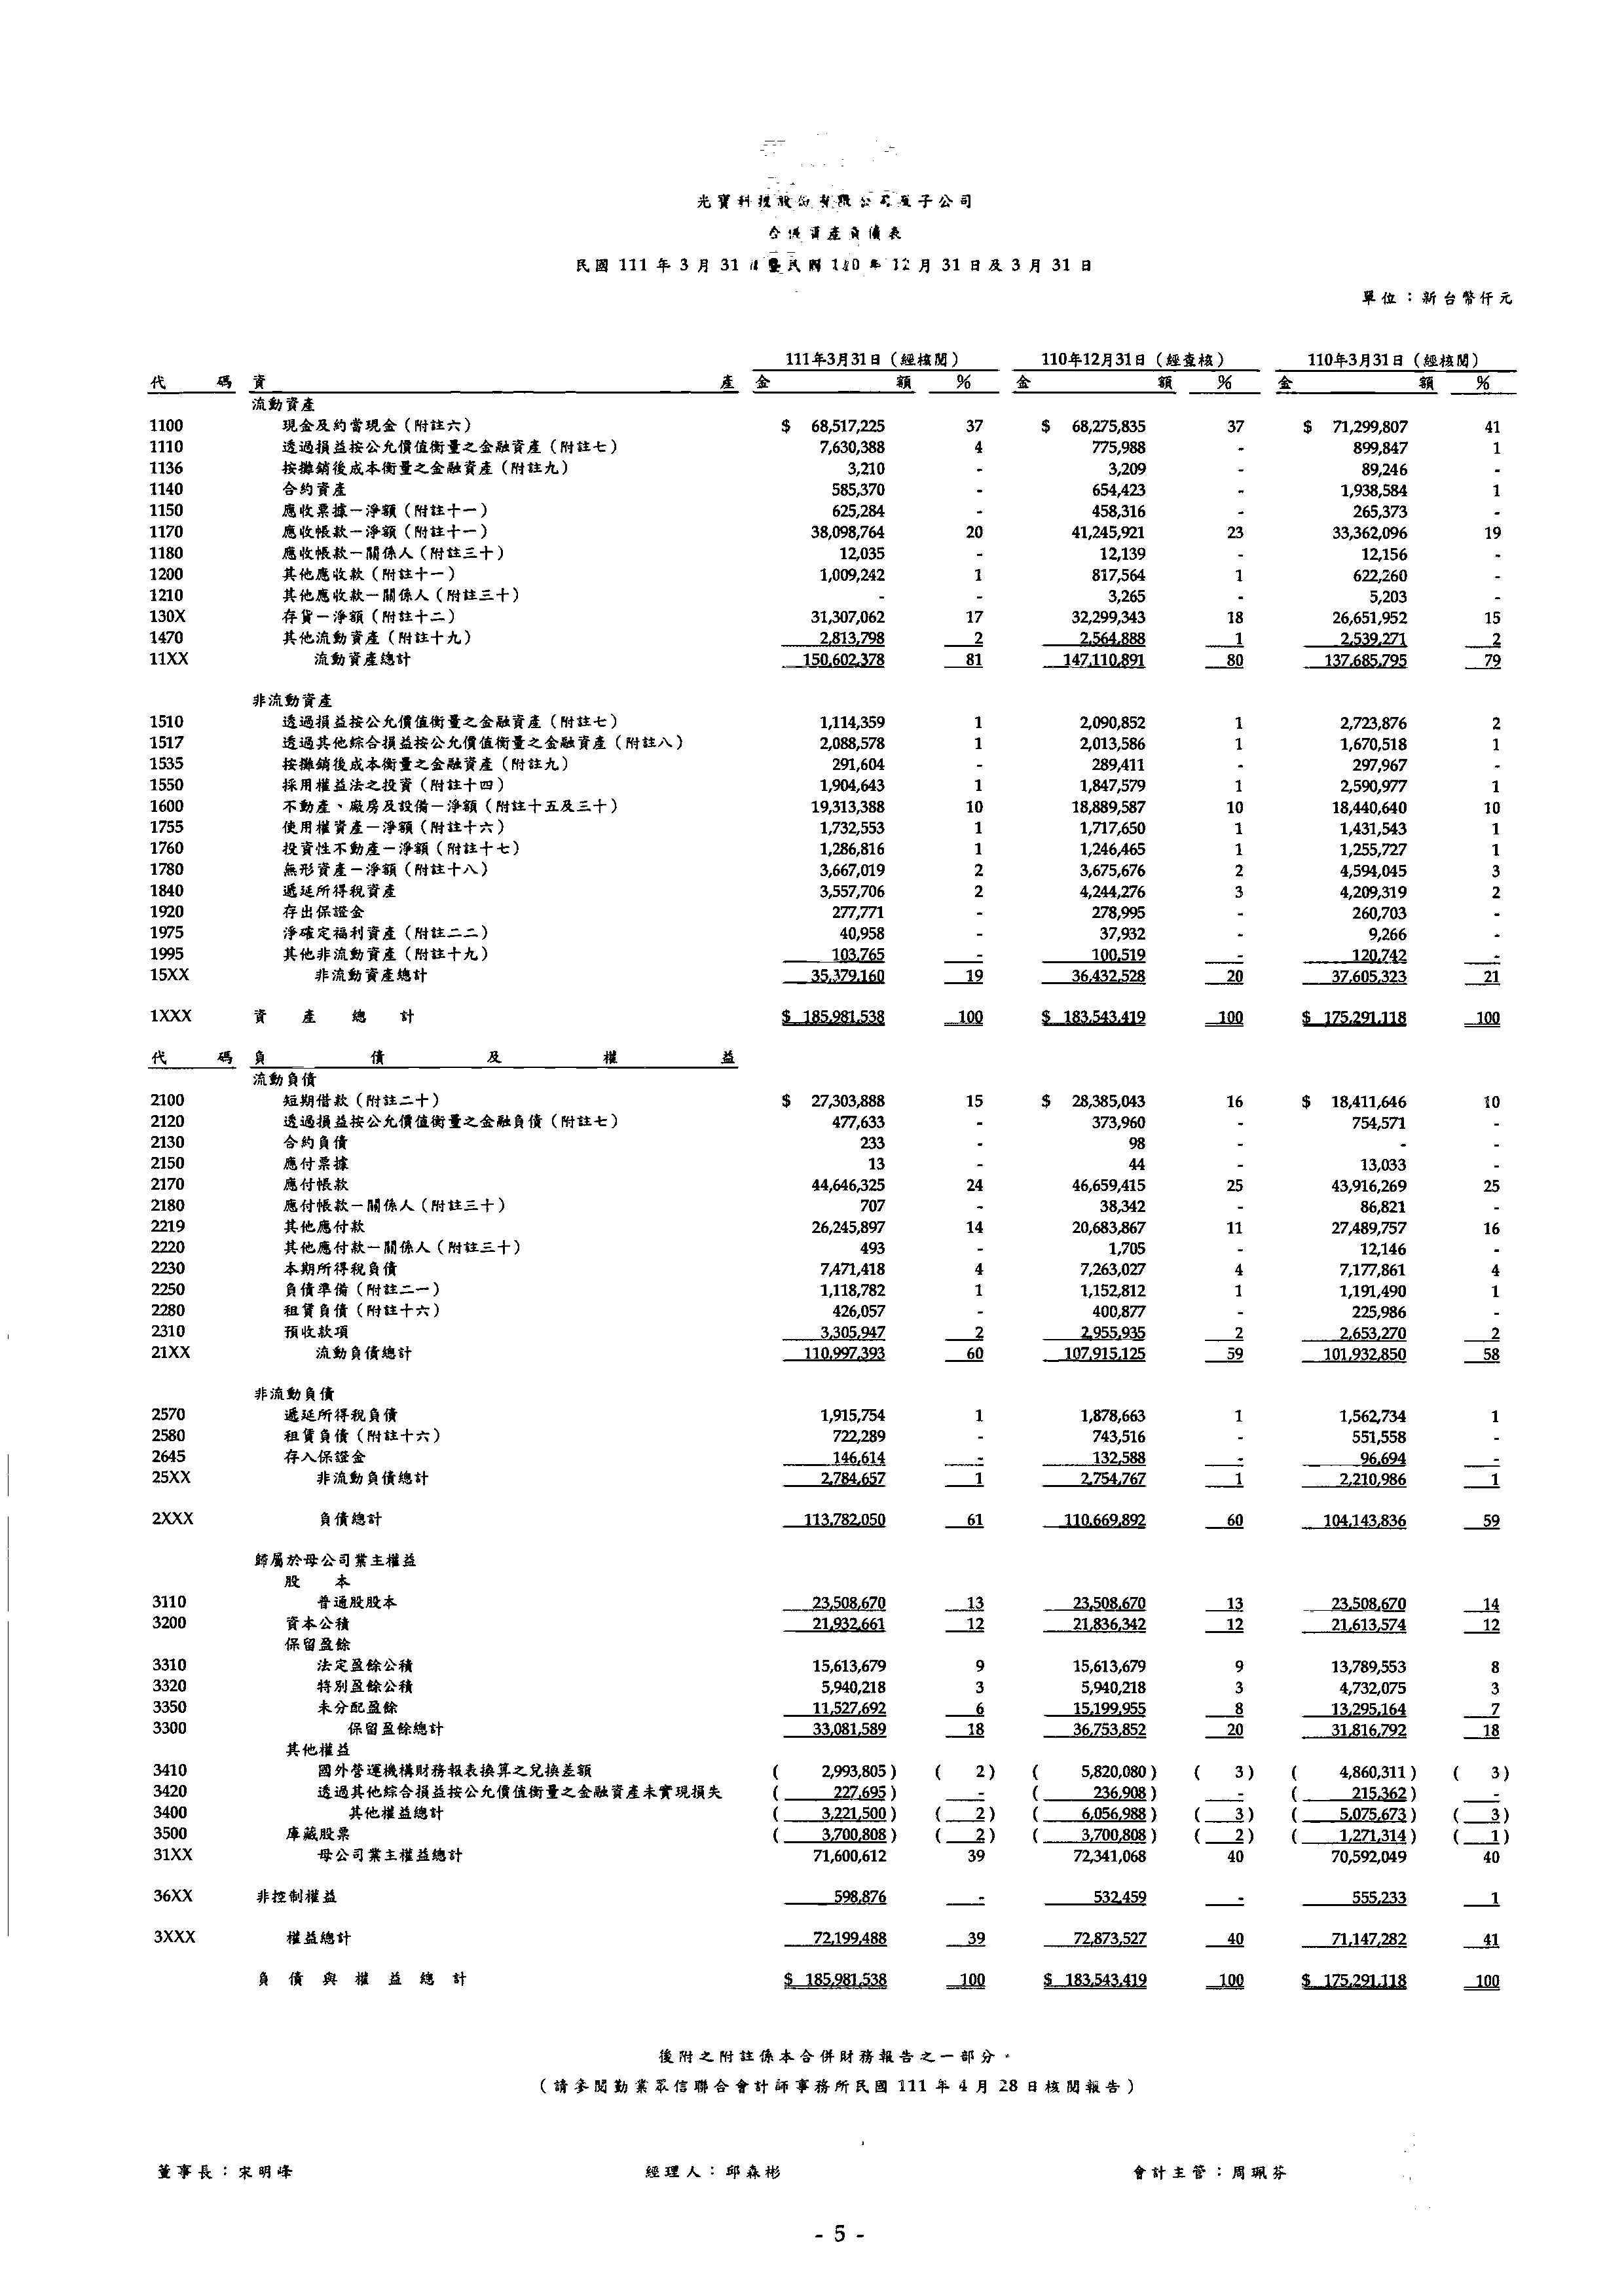 光寶科技股份有限公司及子公司
合併資產負債表
民國 111 年 3 月 31 日暨民國 110 年 12 月 31 日及 3 月 31 日
單位：新台幣仟元
111年3月31日（經核閱） 110年12月31日（經查核） 110年3月31日（經核閱）
代 碼 資 產 金 額 % 金 額 % 金 額 %
流動資產
1100 現金及約當現金（附註六） $ 68,517,225 37 $ 68,275,835 37 $ 71,299,807 41
1110 透過損益按公允價值衡量之金融資產（附註七） 7,630,388 4 775,988 - 899,847 1
1136 按攤銷後成本衡量之金融資產（附註九） 3,210 - 3,209 - 89,246 -
1140 合約資產 585,370 - 654,423 - 1,938,584 1
1150 應收票據－淨額（附註十一） 625,284 - 458,316 - 265,373 -
1170 應收帳款－淨額（附註十一） 38,098,764 20 41,245,921 23 33,362,096 19
1180 應收帳款－關係人（附註三十） 12,035 - 12,139 - 12,156 -
1200 其他應收款（附註十一） 1,009,242 1 817,564 1 622,260 -
1210 其他應收款－關係人（附註三十） - - 3,265 - 5,203 -
130X 存貨－淨額（附註十二） 31,307,062 17 32,299,343 18 26,651,952 15
1470 其他流動資產（附註十九） 2,813,798 2 2,564,888 1 2,539,271 2
11XX 流動資產總計 150,602,378 81 147,110,891 80 137,685,795 79
非流動資產
1510 透過損益按公允價值衡量之金融資產（附註七） 1,114,359 1 2,090,852 1 2,723,876 2
1517 透過其他綜合損益按公允價值衡量之金融資產（附註八） 2,088,578 1 2,013,586 1 1,670,518 1
1535 按攤銷後成本衡量之金融資產（附註九） 291,604 - 289,411 - 297,967 -
1550 採用權益法之投資（附註十四） 1,904,643 1 1,847,579 1 2,590,977 1
1600 不動產、廠房及設備－淨額（附註十五及三十） 19,313,388 10 18,889,587 10 18,440,640 10
1755 使用權資產－淨額（附註十六） 1,732,553 1 1,717,650 1 1,431,543 1
1760 投資性不動產－淨額（附註十七） 1,286,816 1 1,246,465 1 1,255,727 1
1780 無形資產－淨額（附註十八） 3,667,019 2 3,675,676 2 4,594,045 3
1840 遞延所得稅資產 3,557,706 2 4,244,276 3 4,209,319 2
1920 存出保證金 277,771 - 278,995 - 260,703 -
1975 淨確定福利資產（附註二二） 40,958 - 37,932 - 9,266 -
1995 其他非流動資產（附註十九） 103,765 - 100,519 - 120,742 -
15XX 非流動資產總計 35,379,160 19 36,432,528 20 37,605,323 21
1XXX 資 產 總 計 $ 185,981,538 100 $ 183,543,419 100 $ 175,291,118 100
代 碼 負 債 及 權 益
流動負債
2100 短期借款（附註二十） $ 27,303,888 15 $ 28,385,043 16 $ 18,411,646 10
2120 透過損益按公允價值衡量之金融負債（附註七） 477,633 - 373,960 - 754,571 -
2130 合約負債 233 - 98 - - -
2150 應付票據 13 - 44 - 13,033 -
2170 應付帳款 44,646,325 24 46,659,415 25 43,916,269 25
2180 應付帳款－關係人（附註三十） 707 - 38,342 - 86,821 -
2219 其他應付款 26,245,897 14 20,683,867 11 27,489,757 16
2220 其他應付款－關係人（附註三十） 493 - 1,705 - 12,146 -
2230 本期所得稅負債 7,471,418 4 7,263,027 4 7,177,861 4
2250 負債準備（附註二一） 1,118,782 1 1,152,812 1 1,191,490 1
2280 租賃負債（附註十六） 426,057 - 400,877 - 225,986 -
2310 預收款項 3,305,947 2 2,955,935 2 2,653,270 2
21XX 流動負債總計 110,997,393 60 107,915,125 59 101,932,850 58
非流動負債
2570 遞延所得稅負債 1,915,754 1 1,878,663 1 1,562,734 1
2580 租賃負債（附註十六） 722,289 - 743,516 - 551,558 -
2645 存入保證金 146,614 - 132,588 - 96,694 -
25XX 非流動負債總計 2,784,657 1 2,754,767 1 2,210,986 1
2XXX 負債總計 113,782,050 61 110,669,892 60 104,143,836 59
歸屬於母公司業主權益
股 本
3110 普通股股本 23,508,670 13 23,508,670 13 23,508,670 14
3200 資本公積 21,932,661 12 21,836,342 12 21,613,574 12
保留盈餘
3310 法定盈餘公積 15,613,679 9 15,613,679 9 13,789,553 8
3320 特別盈餘公積 5,940,218 3 5,940,218 3 4,732,075 3
3350 未分配盈餘 11,527,692 6 15,199,955 8 13,295,164 7
3300 保留盈餘總計 33,081,589 18 36,753,852 20 31,816,792 18
其他權益
3410 國外營運機構財務報表換算之兌換差額 ( 2,993,805 ) ( 2 ) ( 5,820,080 ) ( 3 ) ( 4,860,311 ) ( 3 )
3420 透過其他綜合損益按公允價值衡量之金融資產未實現損失 ( 227,695 ) - ( 236,908 ) - ( 215,362 ) -
3400 其他權益總計 ( 3,221,500 ) ( 2 ) ( 6,056,988 ) ( 3 ) ( 5,075,673 ) ( 3 )
3500 庫藏股票 ( 3,700,808 ) ( 2 ) ( 3,700,808 ) ( 2 ) ( 1,271,314 ) ( 1 )
31XX 母公司業主權益總計 71,600,612 39 72,341,068 40 70,592,049 40
36XX 非控制權益 598,876 - 532,459 - 555,233 1
3XXX 權益總計 72,199,488 39 72,873,527 40 71,147,282 41
負 債 與 權 益 總 計 $ 185,981,538 100 $ 183,543,419 100 $ 175,291,118 100
後附之附註係本合併財務報告之一部分。
（請參閱勤業眾信聯合會計師事務所民國 111 年 4 月 28 日核閱報告）
董事長：宋明峰 經理人：邱森彬 會計主管：周珮芬
- 5 -